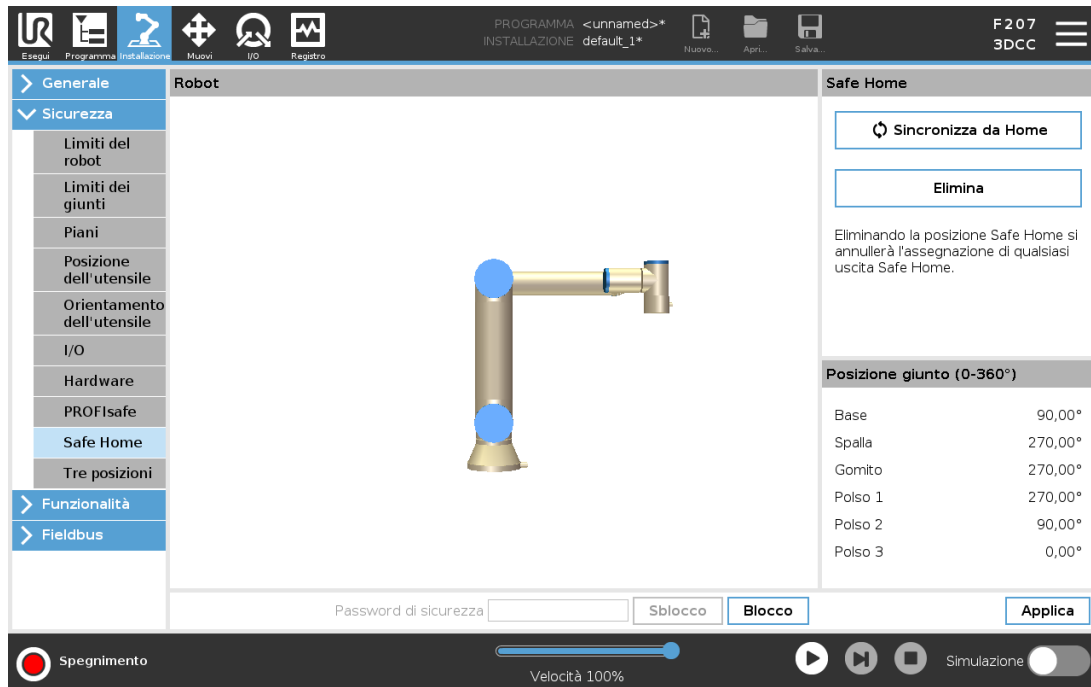 PROGRAMMA <unnamed>*
INSTALLAZIONE default_1*
F207
3DCC
Esegui Programma Installazione Muovi I/O Registro
Nuovo... Apri... Salva...
Generale
Robot
Safe Home
Sicurezza
Limiti del
robot
Limiti dei
giunti
Piani
Posizione
dell'utensile
Orientamento
dell'utensile
I/O
Hardware
PROFIsafe
Safe Home
Tre posizioni
Funzionalità
Fieldbus
Sincronizza da Home
Elimina
Eliminando la posizione Safe Home si
annullerà l'assegnazione di qualsiasi
uscita Safe Home.
Posizione giunto (0-360°)
Base 90,00°
Spalla 270,00°
Gomito 270,00°
Polso 1 270,00°
Polso 2 90,00°
Polso 3 0,00°
Password di sicurezza Sblocco Blocco Applica
Spegnimento
Velocità 100%
Simulazione